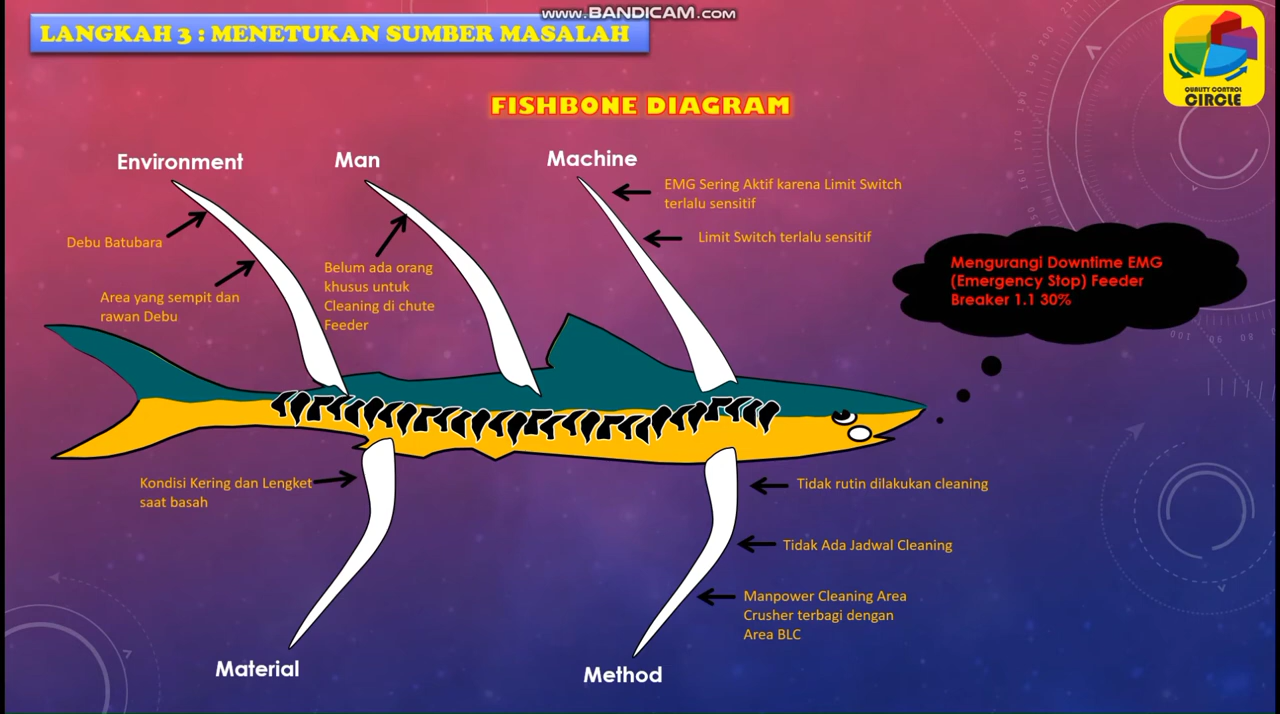 www.BANDICAM.com
LANGKAH 3 : MENETUKAN SUMBER MASALAH
QUALITY CONTROL
CIRCLE
FISHBONE DIAGRAM
Environment
Man
Machine
EMG Sering Aktif karena Limit Switch
terlalu sensitif
Limit Switch terlalu sensitif
Debu Batubara
Area yang sempit dan
rawan Debu
Belum ada orang
khusus untuk
Cleaning di chute
Feeder
Mengurangi Downtime EMG
(Emergency Stop) Feeder
Breaker 1.1 30%
Kondisi Kering dan Lengket
saat basah
Tidak rutin dilakukan cleaning
Tidak Ada Jadwal Cleaning
Manpower Cleaning Area
Crusher terbagi dengan
Area BLC
Material
Method